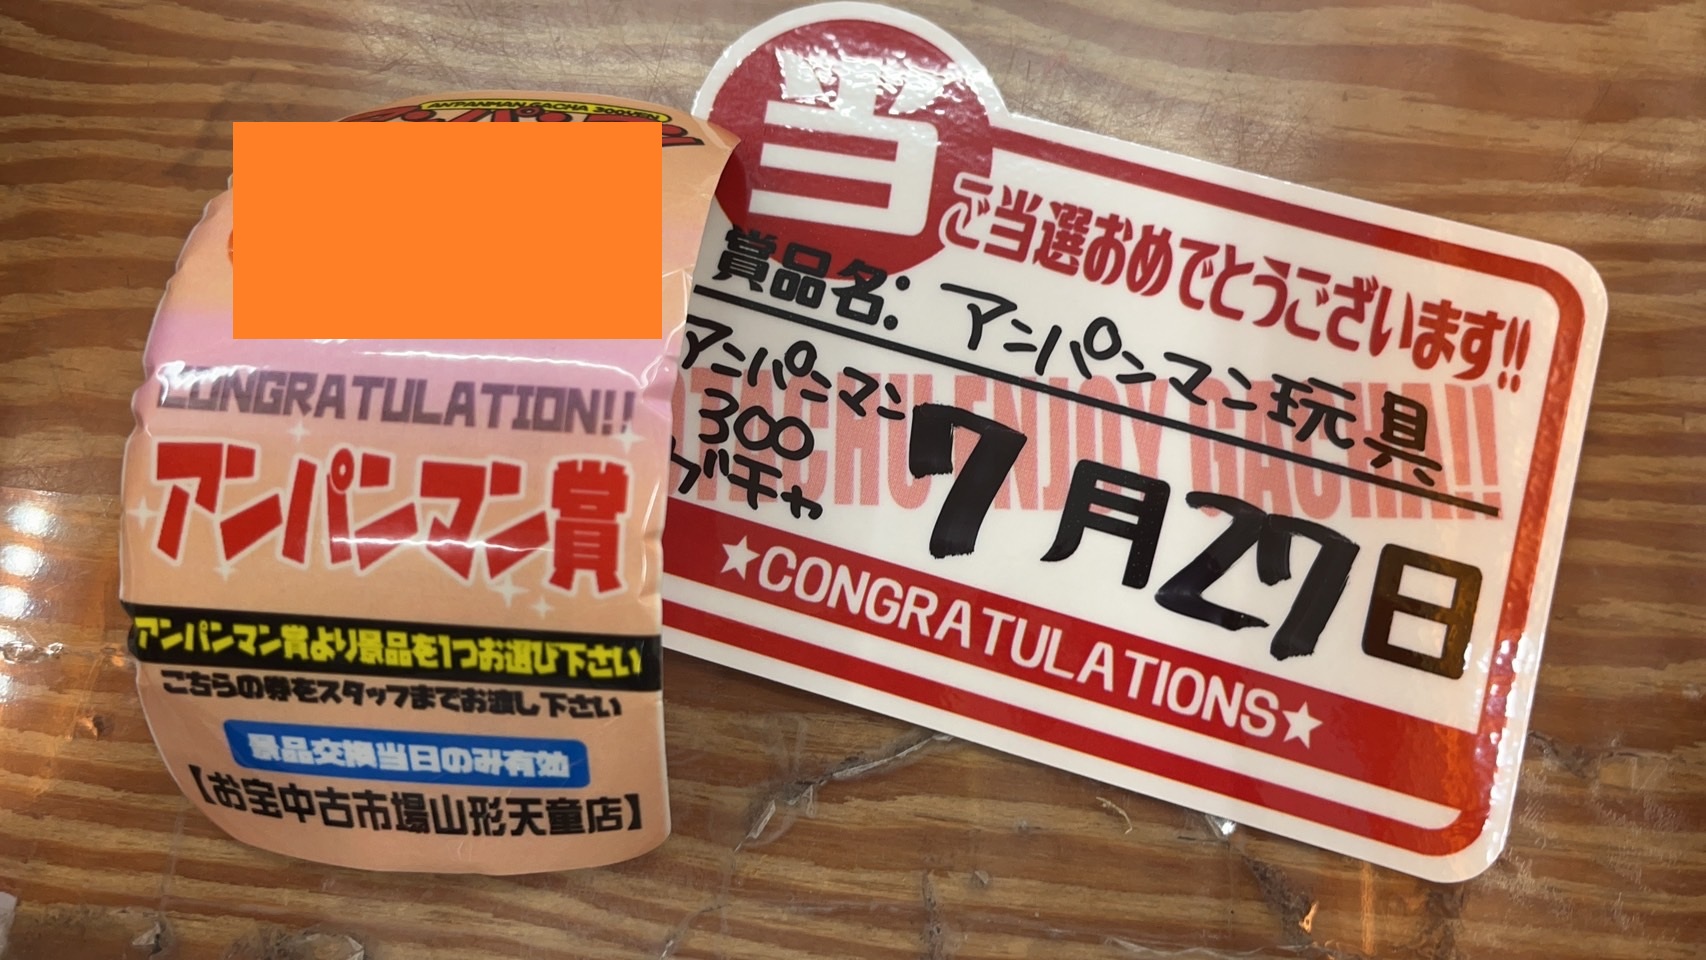 ANPANMAN GACHA 300YEN
CONGRATULATION!!
アンパンマン賞
アンパンマン賞より景品を1つお選び下さい
こちらの券をスタッフまでお渡し下さい
景品交換当日のみ有効
【お宝中古市場山形天童店】
当
ご当選おめでとうございます!!
賞品名: アンパンマン玩具
アンパンマン
300
ガチャ
7月27日
ENJOY GACHA!!
★CONGRATULATIONS★